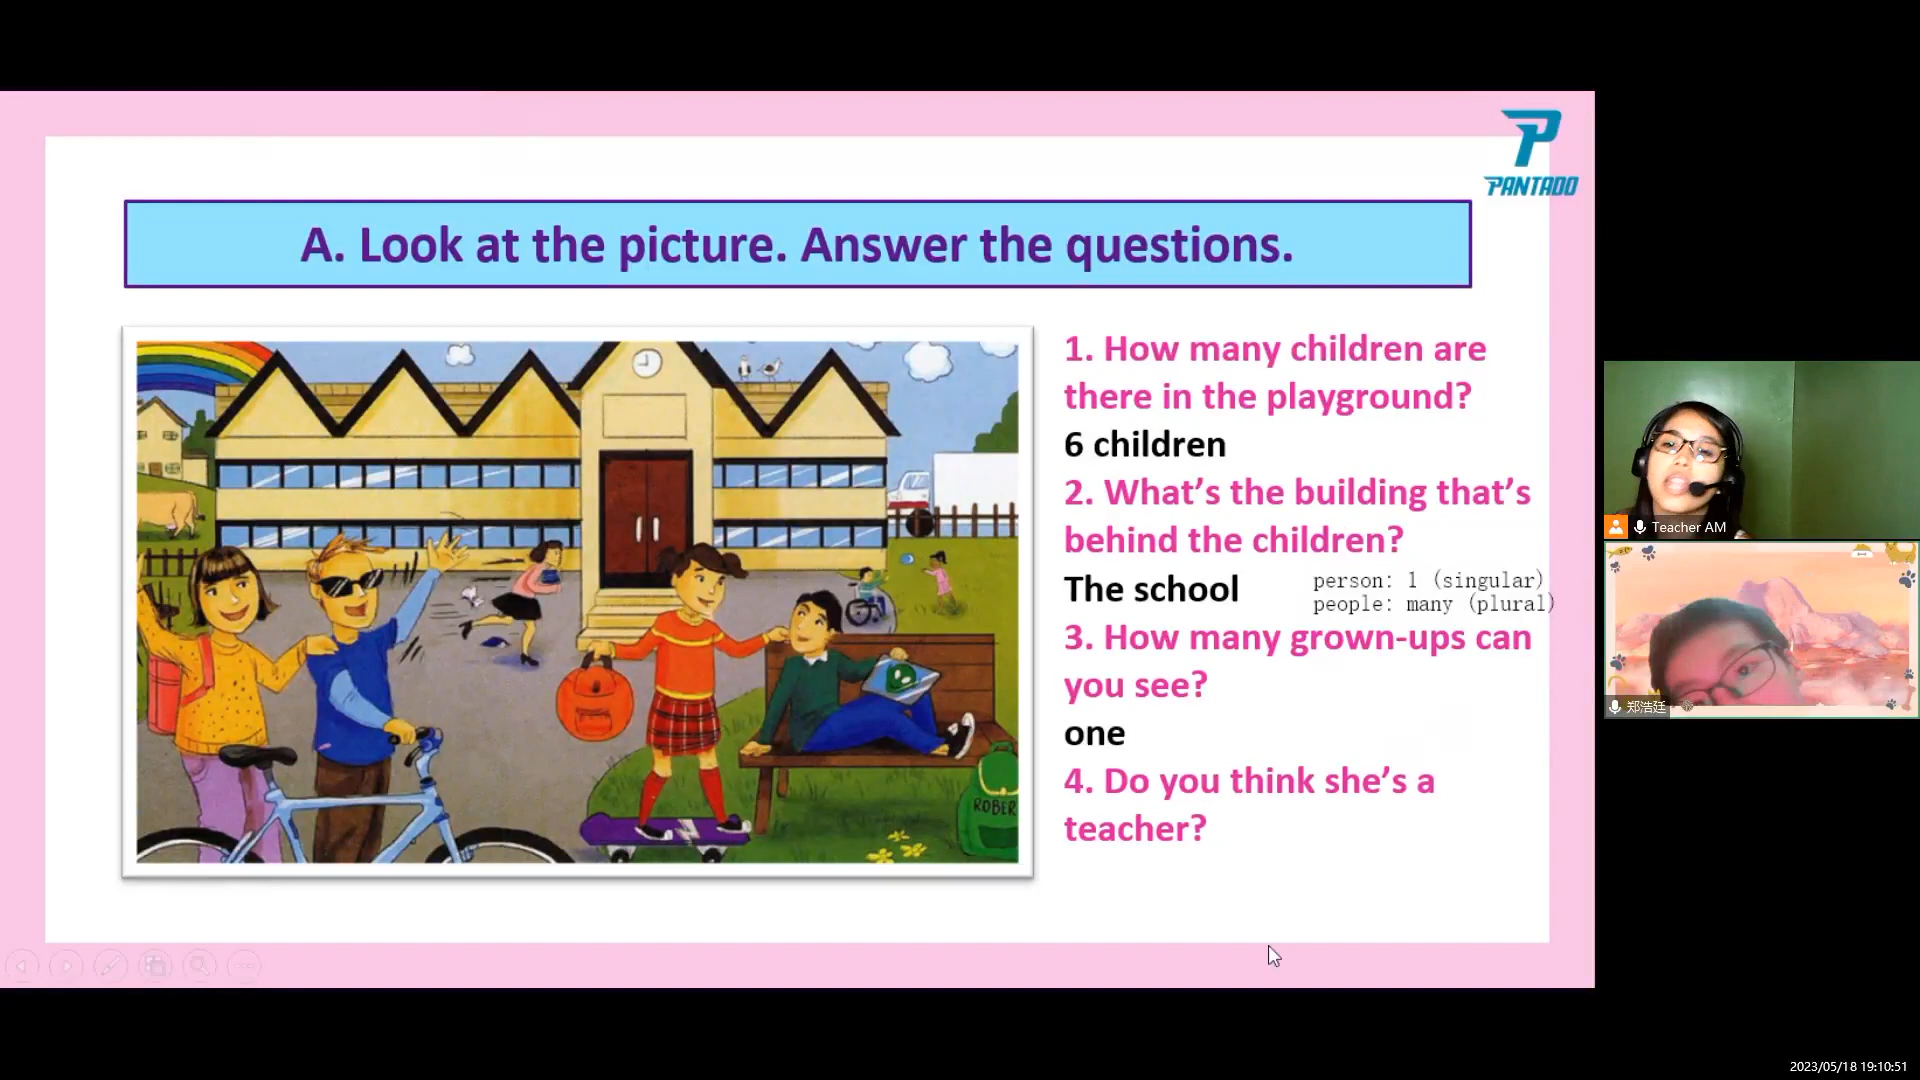 PANTADO
A. Look at the picture. Answer the questions.
1. How many children are
there in the playground?
6 children
2. What's the building that's
behind the children?
The school
person: 1 (singular)
people: many (plural)
3. How many grown-ups can
you see?
one
4. Do you think she's a
teacher?
ROBER
Teacher AM
郑浩廷
2023/05/18 19:10:51